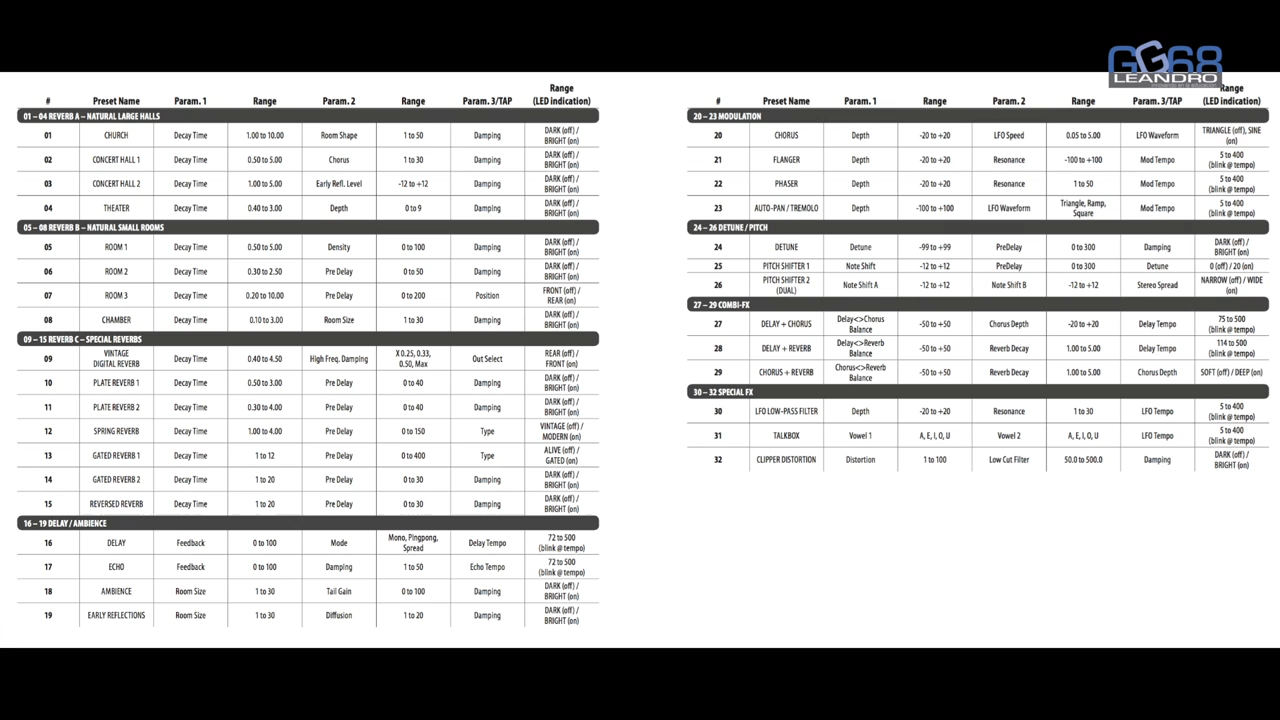 GG68
LEANDRO
# Preset Name Param. 1 Range Param. 2 Range Param. 3/TAP Range (LED indication)
01 – 04 REVERB A – NATURAL LARGE HALLS
01 CHURCH Decay Time 1.00 to 10.00 Room Shape 1 to 50 Damping DARK (off) / BRIGHT (on)
02 CONCERT HALL 1 Decay Time 0.50 to 5.00 Chorus 1 to 30 Damping DARK (off) / BRIGHT (on)
03 CONCERT HALL 2 Decay Time 1.00 to 5.00 Early Refl. Level -12 to +12 Damping DARK (off) / BRIGHT (on)
04 THEATER Decay Time 0.40 to 3.00 Depth 0 to 9 Damping DARK (off) / BRIGHT (on)
05 – 08 REVERB B – NATURAL SMALL ROOMS
05 ROOM 1 Decay Time 0.50 to 5.00 Density 0 to 100 Damping DARK (off) / BRIGHT (on)
06 ROOM 2 Decay Time 0.30 to 2.50 Pre Delay 0 to 50 Damping DARK (off) / BRIGHT (on)
07 ROOM 3 Decay Time 0.20 to 10.00 Pre Delay 0 to 200 Position FRONT (off) / REAR (on)
08 CHAMBER Decay Time 0.10 to 3.00 Room Size 1 to 30 Damping DARK (off) / BRIGHT (on)
09 – 15 REVERB C – SPECIAL REVERBS
09 VINTAGE DIGITAL REVERB Decay Time 0.40 to 4.50 High Freq. Damping X 0.25, 0.33, 0.50, Max Out Select REAR (off) / FRONT (on)
10 PLATE REVERB 1 Decay Time 0.50 to 3.00 Pre Delay 0 to 40 Damping DARK (off) / BRIGHT (on)
11 PLATE REVERB 2 Decay Time 0.30 to 4.00 Pre Delay 0 to 40 Damping DARK (off) / BRIGHT (on)
12 SPRING REVERB Decay Time 1.00 to 4.00 Pre Delay 0 to 150 Type VINTAGE (off) / MODERN (on)
13 GATED REVERB 1 Decay Time 1 to 12 Pre Delay 0 to 400 Type ALIVE (off) / GATED (on)
14 GATED REVERB 2 Decay Time 1 to 20 Pre Delay 0 to 30 Damping DARK (off) / BRIGHT (on)
15 REVERSED REVERB Decay Time 1 to 20 Pre Delay 0 to 30 Damping DARK (off) / BRIGHT (on)
16 – 19 DELAY / AMBIENCE
16 DELAY Feedback 0 to 100 Mode Mono, Pingpong, Spread Delay Tempo 72 to 500 (blink @ tempo)
17 ECHO Feedback 0 to 100 Damping 1 to 50 Echo Tempo 72 to 500 (blink @ tempo)
18 AMBIENCE Room Size 1 to 30 Tail Gain 0 to 100 Damping DARK (off) / BRIGHT (on)
19 EARLY REFLECTIONS Room Size 1 to 30 Diffusion 1 to 20 Damping DARK (off) / BRIGHT (on)
# Preset Name Param. 1 Range Param. 2 Range Param. 3/TAP Range (LED indication)
20 – 23 MODULATION
20 CHORUS Depth -20 to +20 LFO Speed 0.05 to 5.00 LFO Waveform TRIANGLE (off), SINE (on)
21 FLANGER Depth -20 to +20 Resonance -100 to +100 Mod Tempo 5 to 400 (blink @ tempo)
22 PHASER Depth -20 to +20 Resonance 1 to 50 Mod Tempo 5 to 400 (blink @ tempo)
23 AUTO-PAN / TREMOLO Depth -100 to +100 LFO Waveform Triangle, Ramp, Square Mod Tempo 5 to 400 (blink @ tempo)
24 – 26 DETUNE / PITCH
24 DETUNE Detune -99 to +99 PreDelay 0 to 300 Damping DARK (off) / BRIGHT (on)
25 PITCH SHIFTER 1 Note Shift -12 to +12 PreDelay 0 to 300 Detune 0 (off) / 20 (on)
26 PITCH SHIFTER 2 (DUAL) Note Shift A -12 to +12 Note Shift B -12 to +12 Stereo Spread NARROW (off) / WIDE (on)
27 – 29 COMBI-FX
27 DELAY + CHORUS Delay<>Chorus Balance -50 to +50 Chorus Depth -20 to +20 Delay Tempo 75 to 500 (blink @ tempo)
28 DELAY + REVERB Delay<>Reverb Balance -50 to +50 Reverb Decay 1.00 to 5.00 Delay Tempo 114 to 500 (blink @ tempo)
29 CHORUS + REVERB Chorus<>Reverb Balance -50 to +50 Reverb Decay 1.00 to 5.00 Chorus Depth SOFT (off) / DEEP (on)
30 – 32 SPECIAL FX
30 LFO LOW-PASS FILTER Depth -20 to +20 Resonance 1 to 30 LFO Tempo 5 to 400 (blink @ tempo)
31 TALKBOX Vowel 1 A, E, I, O, U Vowel 2 A, E, I, O, U LFO Tempo 5 to 400 (blink @ tempo)
32 CLIPPER DISTORTION Distortion 1 to 100 Low Cut Filter 50.0 to 500.0 Damping DARK (off) / BRIGHT (on)